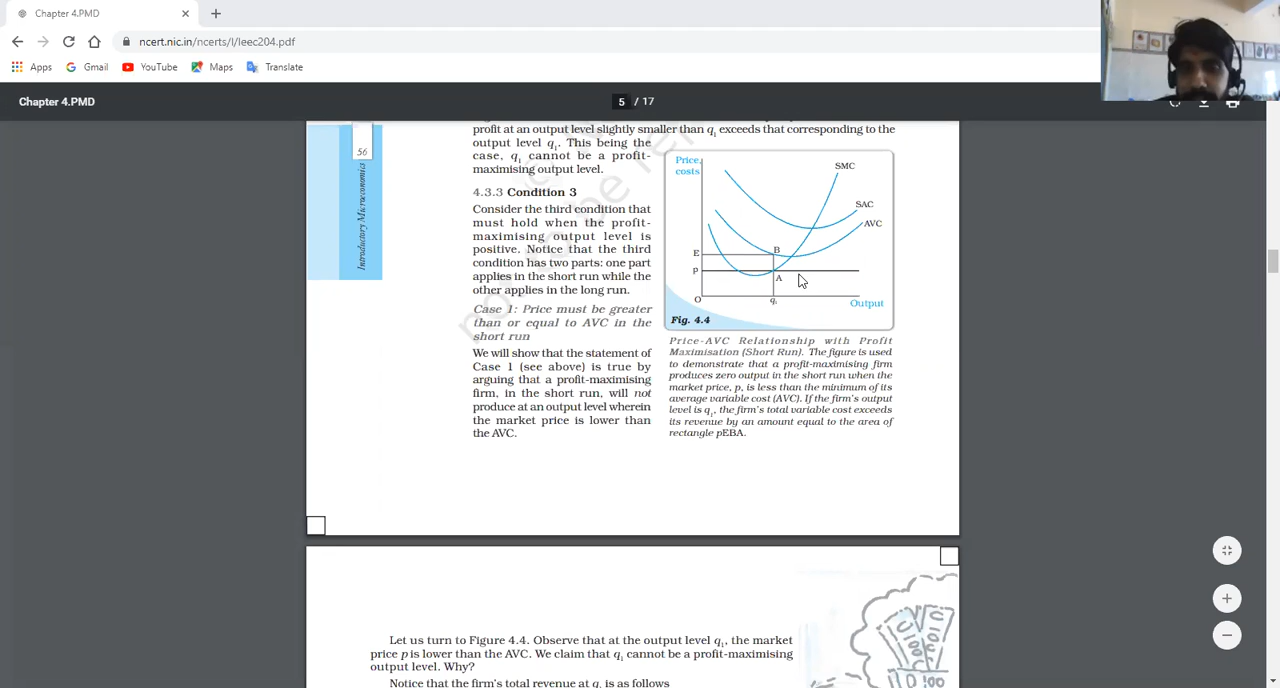 Chapter 4.PMD
ncert.nic.in/ncerts/l/leec204.pdf
Apps
Gmail
YouTube
Maps
Translate
Chapter 4.PMD
5 / 17
profit at an output level slightly smaller than q1 exceeds that corresponding to the
output level q1. This being the
case, q1 cannot be a profit-
maximising output level.
56
Introductory Microeconomics
4.3.3 Condition 3
Consider the third condition that
must hold when the profit-
maximising output level is
positive. Notice that the third
condition has two parts: one part
applies in the short run while the
other applies in the long run.
Case 1: Price must be greater
than or equal to AVC in the
short run
We will show that the statement of
Case 1 (see above) is true by
arguing that a profit-maximising
firm, in the short run, will not
produce at an output level wherein
the market price is lower than
the AVC.
Price,
costs
SMC
SAC
AVC
E
B
p
A
O
q1
Output
Fig. 4.4
Price-AVC Relationship with Profit
Maximisation (Short Run). The figure is used
to demonstrate that a profit-maximising firm
produces zero output in the short run when the
market price, p, is less than the minimum of its
average variable cost (AVC). If the firm's output
level is q1, the firm's total variable cost exceeds
its revenue by an amount equal to the area of
rectangle pEBA.
Let us turn to Figure 4.4. Observe that at the output level q1, the market
price p is lower than the AVC. We claim that q1 cannot be a profit-maximising
output level. Why?
Notice that the firm's total revenue at q1 is as follows